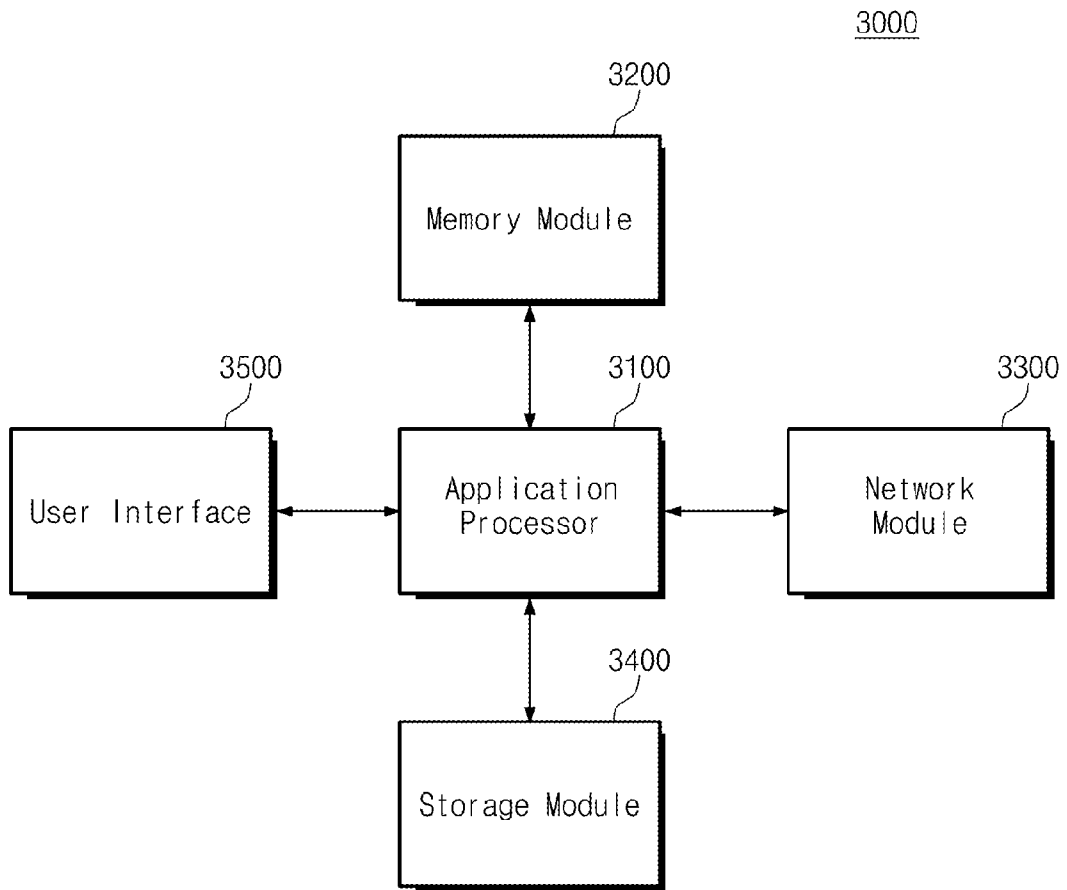 3000
3200
Memory Module
3500
3100
3300
User Interface
Application
Processor
Network
Module
3400
Storage Module